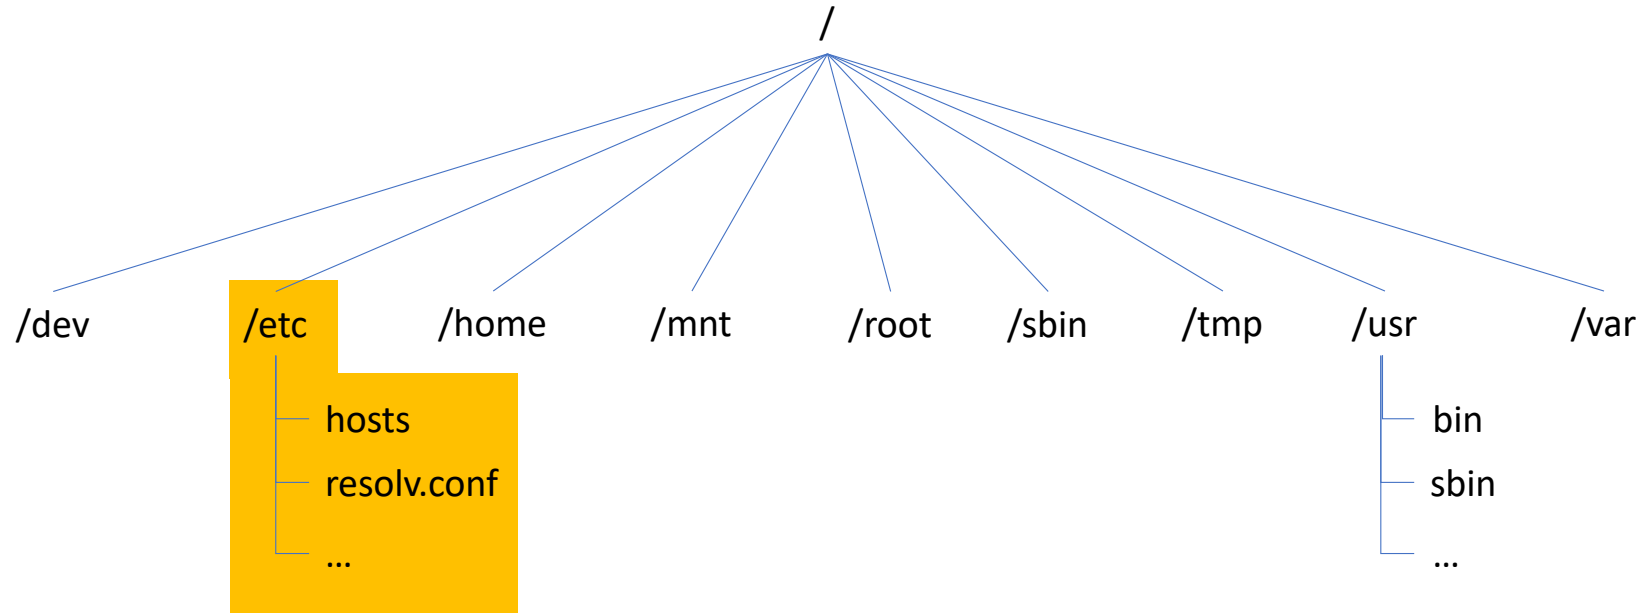 /
/dev /etc /home /mnt /root /sbin /tmp /usr /var
hosts
resolv.conf
...
bin
sbin
...